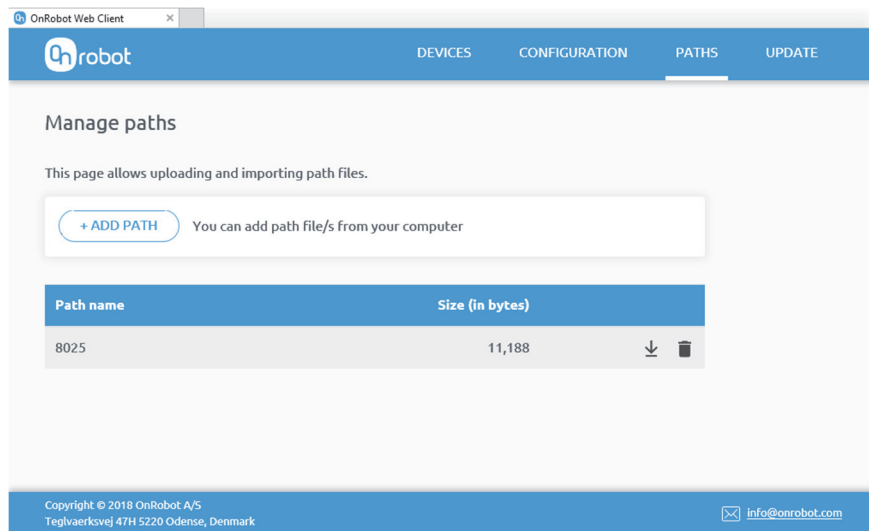 On OnRobot Web Client ×
On robot DEVICES CONFIGURATION PATHS UPDATE
Manage paths
This page allows uploading and importing path files.
+ ADD PATH You can add path file/s from your computer
Path name Size (in bytes)
8025 11,188
Copyright © 2018 OnRobot A/S
Teglvaerksvej 47H 5220 Odense, Denmark
info@onrobot.com